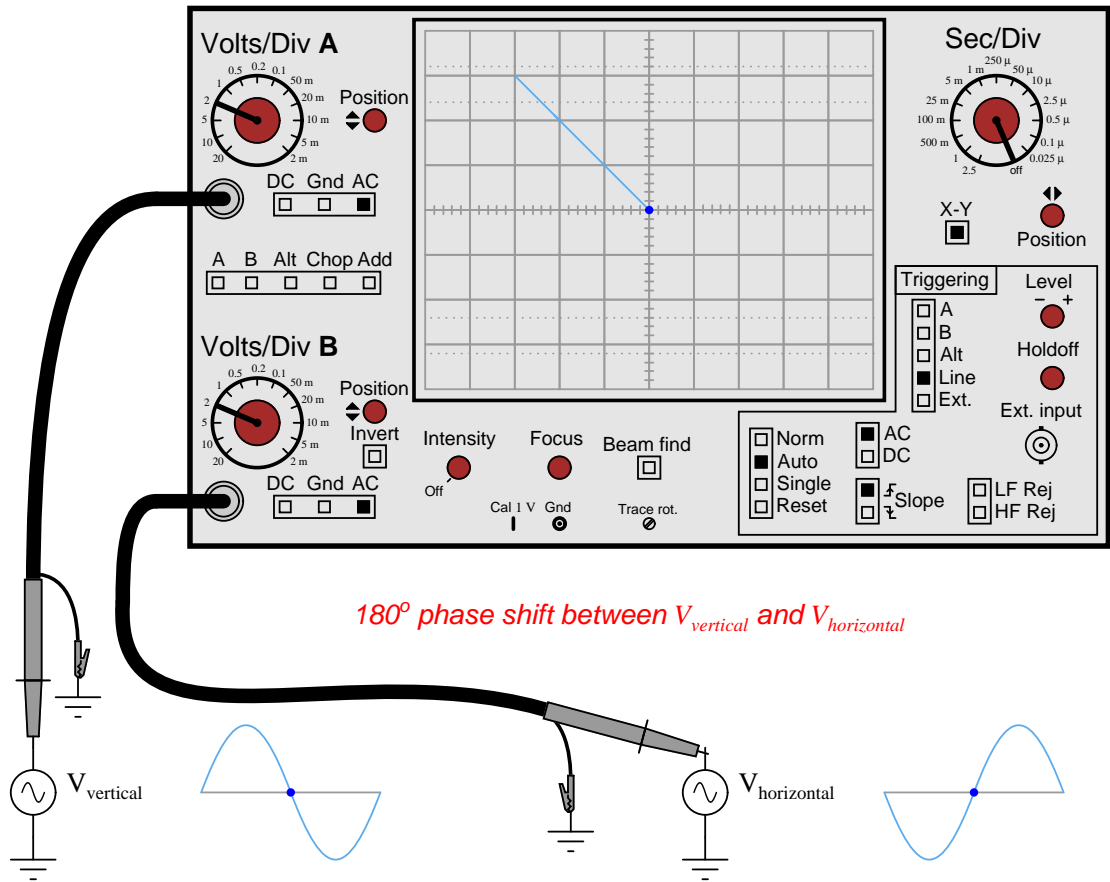 Volts/Div A
0.5 0.2 0.1
1 50 m
2 20 m
5 10 m
10 5 m
20 2 m
Position
DC Gnd AC
A B Alt Chop Add
Volts/Div B
0.5 0.2 0.1
1 50 m
2 20 m
5 10 m
10 5 m
20 2 m
Position
Invert
DC Gnd AC
Intensity
Off
Focus
Beam find
Cal 1 V Gnd
Trace rot.
Sec/Div
250 µ
1 m 50 µ
5 m 10 µ
25 m 2.5 µ
100 m 0.5 µ
500 m 0.1 µ
1 0.025 µ
2.5 off
X-Y
Position
Triggering
A
B
Alt
Line
Ext.
Level
− +
Holdoff
Ext. input
Norm
Auto
Single
Reset
AC
DC
Slope
LF Rej
HF Rej
180o phase shift between Vvertical and Vhorizontal
Vvertical
Vhorizontal